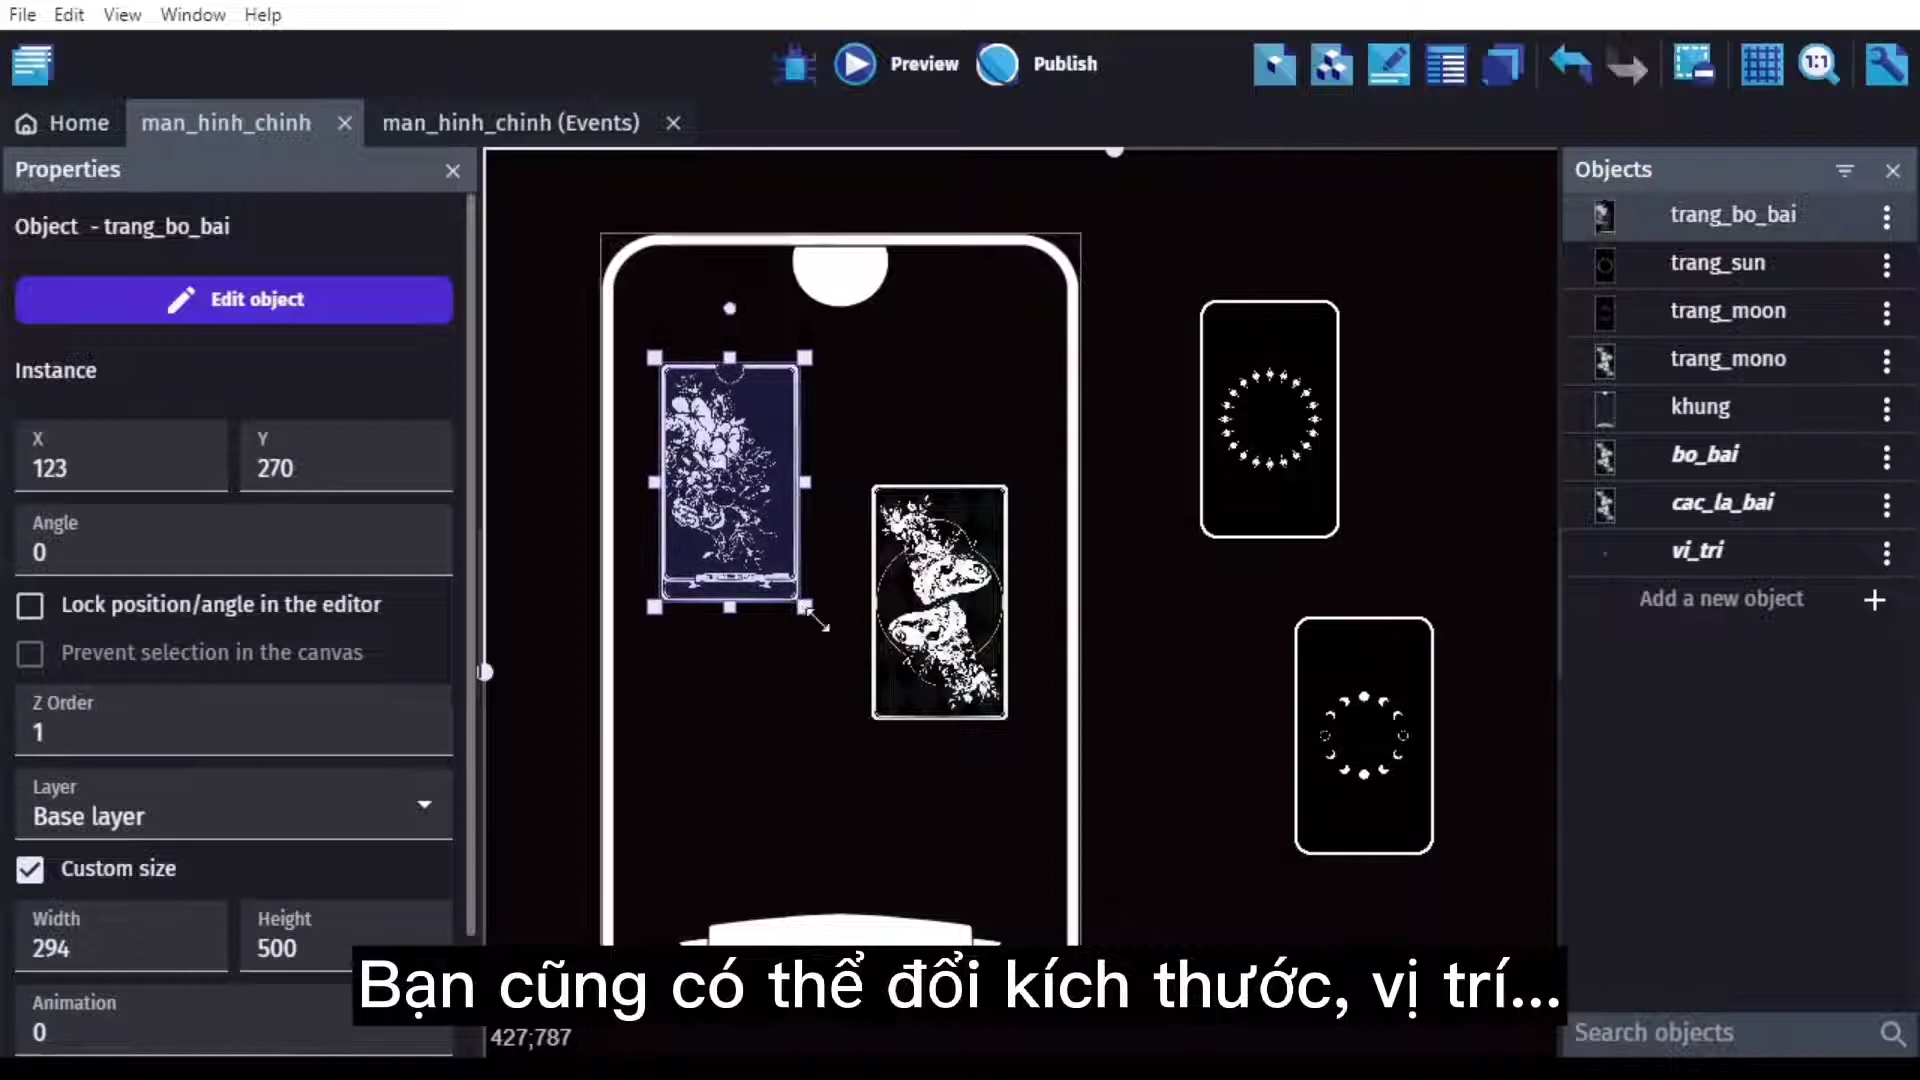 File Edit View Window Help
Preview Publish
1:1
Home man_hinh_chinh man_hinh_chinh (Events)
Properties
Object - trang_bo_bai
Edit object
Instance
X
123
Y
270
Angle
0
Lock position/angle in the editor
Prevent selection in the canvas
Z Order
1
Layer
Base layer
Custom size
Width
294
Height
500
Animation
0
427;787
Objects
trang_bo_bai
trang_sun
trang_moon
trang_mono
khung
bo_bai
cac_la_bai
vi_tri
Add a new object
Search objects
Bạn cũng có thể đổi kích thước, vị trí...